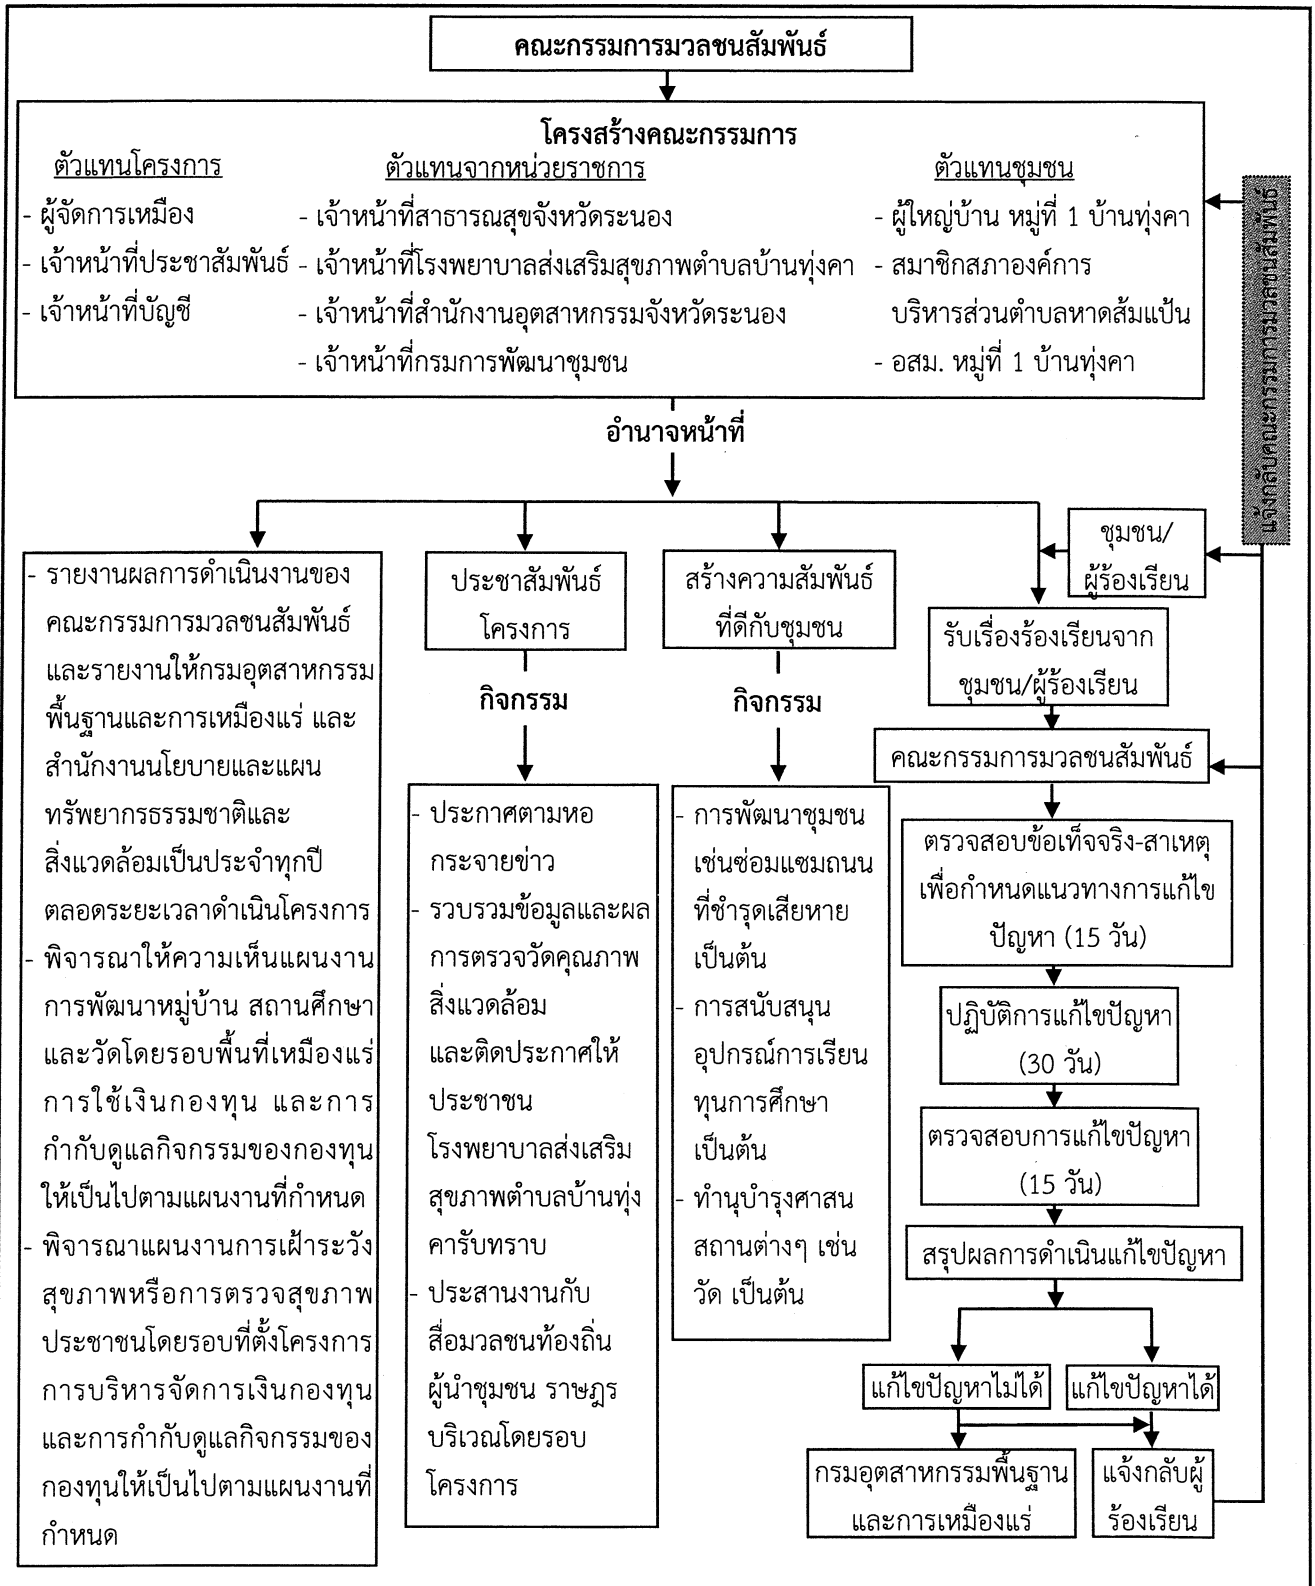 คณะกรรมการมวลชนสัมพันธ์
โครงสร้างคณะกรรมการ
ตัวแทนโครงการ
- ผู้จัดการเหมือง
- เจ้าหน้าที่ประชาสัมพันธ์
- เจ้าหน้าที่บัญชี
ตัวแทนจากหน่วยราชการ
- เจ้าหน้าที่สาธารณสุขจังหวัดระนอง
- เจ้าหน้าที่โรงพยาบาลส่งเสริมสุขภาพตำบลบ้านทุ่งคา
- เจ้าหน้าที่สำนักงานอุตสาหกรรมจังหวัดระนอง
- เจ้าหน้าที่กรมการพัฒนาชุมชน
ตัวแทนชุมชน
- ผู้ใหญ่บ้าน หมู่ที่ 1 บ้านทุ่งคา
- สมาชิกสภาองค์การ
บริหารส่วนตำบลหาดส้มแป้น
- อสม. หมู่ที่ 1 บ้านทุ่งคา
แจ้งกลับคณะกรรมการมวลชนสัมพันธ์
อำนาจหน้าที่
- รายงานผลการดำเนินงานของ
คณะกรรมการมวลชนสัมพันธ์
และรายงานให้กรมอุตสาหกรรม
พื้นฐานและการเหมืองแร่ และ
สำนักงานนโยบายและแผน
ทรัพยากรธรรมชาติและ
สิ่งแวดล้อมเป็นประจำทุกปี
ตลอดระยะเวลาดำเนินโครงการ
- พิจารณาให้ความเห็นแผนงาน
การพัฒนาหมู่บ้าน สถานศึกษา
และวัดโดยรอบพื้นที่เหมืองแร่
การใช้เงินกองทุน และการ
กำกับดูแลกิจกรรมของกองทุน
ให้เป็นไปตามแผนงานที่กำหนด
- พิจารณาแผนงานการเฝ้าระวัง
สุขภาพหรือการตรวจสุขภาพ
ประชาชนโดยรอบที่ตั้งโครงการ
การบริหารจัดการเงินกองทุน
และการกำกับดูแลกิจกรรมของ
กองทุนให้เป็นไปตามแผนงานที่
กำหนด
ประชาสัมพันธ์
โครงการ
กิจกรรม
- ประกาศตามหอ
กระจายข่าว
- รวบรวมข้อมูลและผล
การตรวจวัดคุณภาพ
สิ่งแวดล้อม
และติดประกาศให้
ประชาชน
โรงพยาบาลส่งเสริม
สุขภาพตำบลบ้านทุ่ง
คารับทราบ
- ประสานงานกับ
สื่อมวลชนท้องถิ่น
ผู้นำชุมชน ราษฎร
บริเวณโดยรอบ
โครงการ
สร้างความสัมพันธ์
ที่ดีกับชุมชน
กิจกรรม
- การพัฒนาชุมชน
เช่นซ่อมแซมถนน
ที่ชำรุดเสียหาย
เป็นต้น
- การสนับสนุน
อุปกรณ์การเรียน
ทุนการศึกษา
เป็นต้น
- ทำนุบำรุงศาสน
สถานต่างๆ เช่น
วัด เป็นต้น
ชุมชน/
ผู้ร้องเรียน
รับเรื่องร้องเรียนจาก
ชุมชน/ผู้ร้องเรียน
คณะกรรมการมวลชนสัมพันธ์
ตรวจสอบข้อเท็จจริง-สาเหตุ
เพื่อกำหนดแนวทางการแก้ไข
ปัญหา (15 วัน)
ปฏิบัติการแก้ไขปัญหา
(30 วัน)
ตรวจสอบการแก้ไขปัญหา
(15 วัน)
สรุปผลการดำเนินแก้ไขปัญหา
แก้ไขปัญหาไม่ได้
แก้ไขปัญหาได้
กรมอุตสาหกรรมพื้นฐาน
และการเหมืองแร่
แจ้งกลับผู้
ร้องเรียน